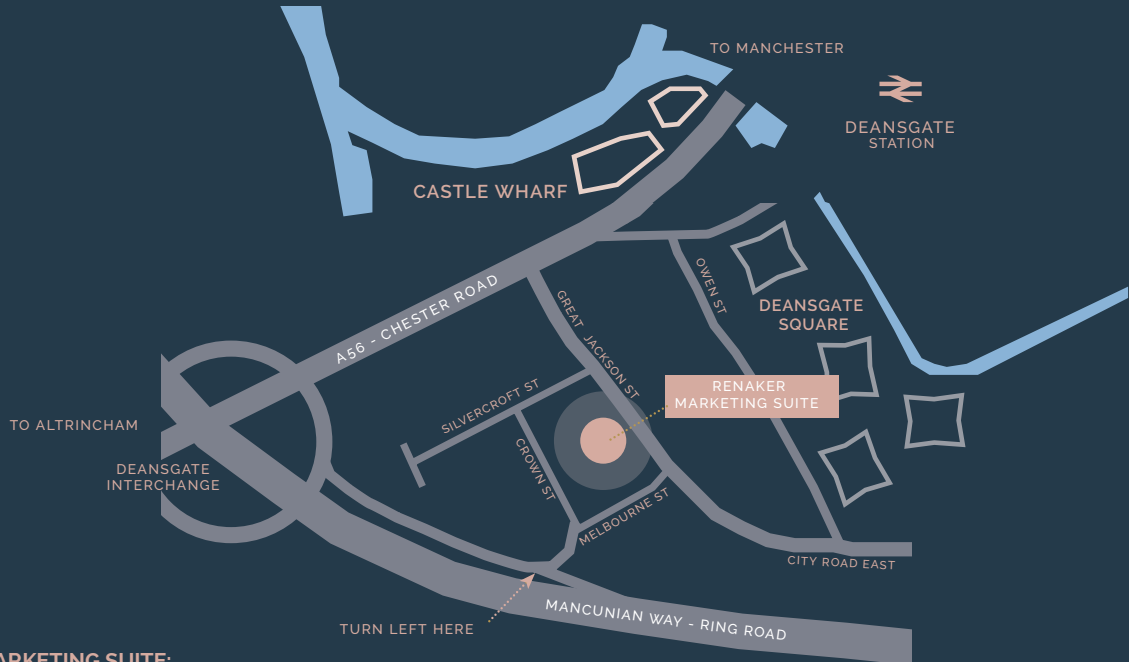 TO MANCHESTER
DEANSGATE
STATION
CASTLE WHARF
A56 - CHESTER ROAD
GREAT JACKSON ST
OWEN ST
DEANSGATE
SQUARE
RENAKER
MARKETING SUITE
SILVERCROFT ST
CROWN ST
MELBOURNE ST
TO ALTRINCHAM
DEANSGATE
INTERCHANGE
CITY ROAD EAST
MANCUNIAN WAY - RING ROAD
TURN LEFT HERE
ARKETING SUITE: